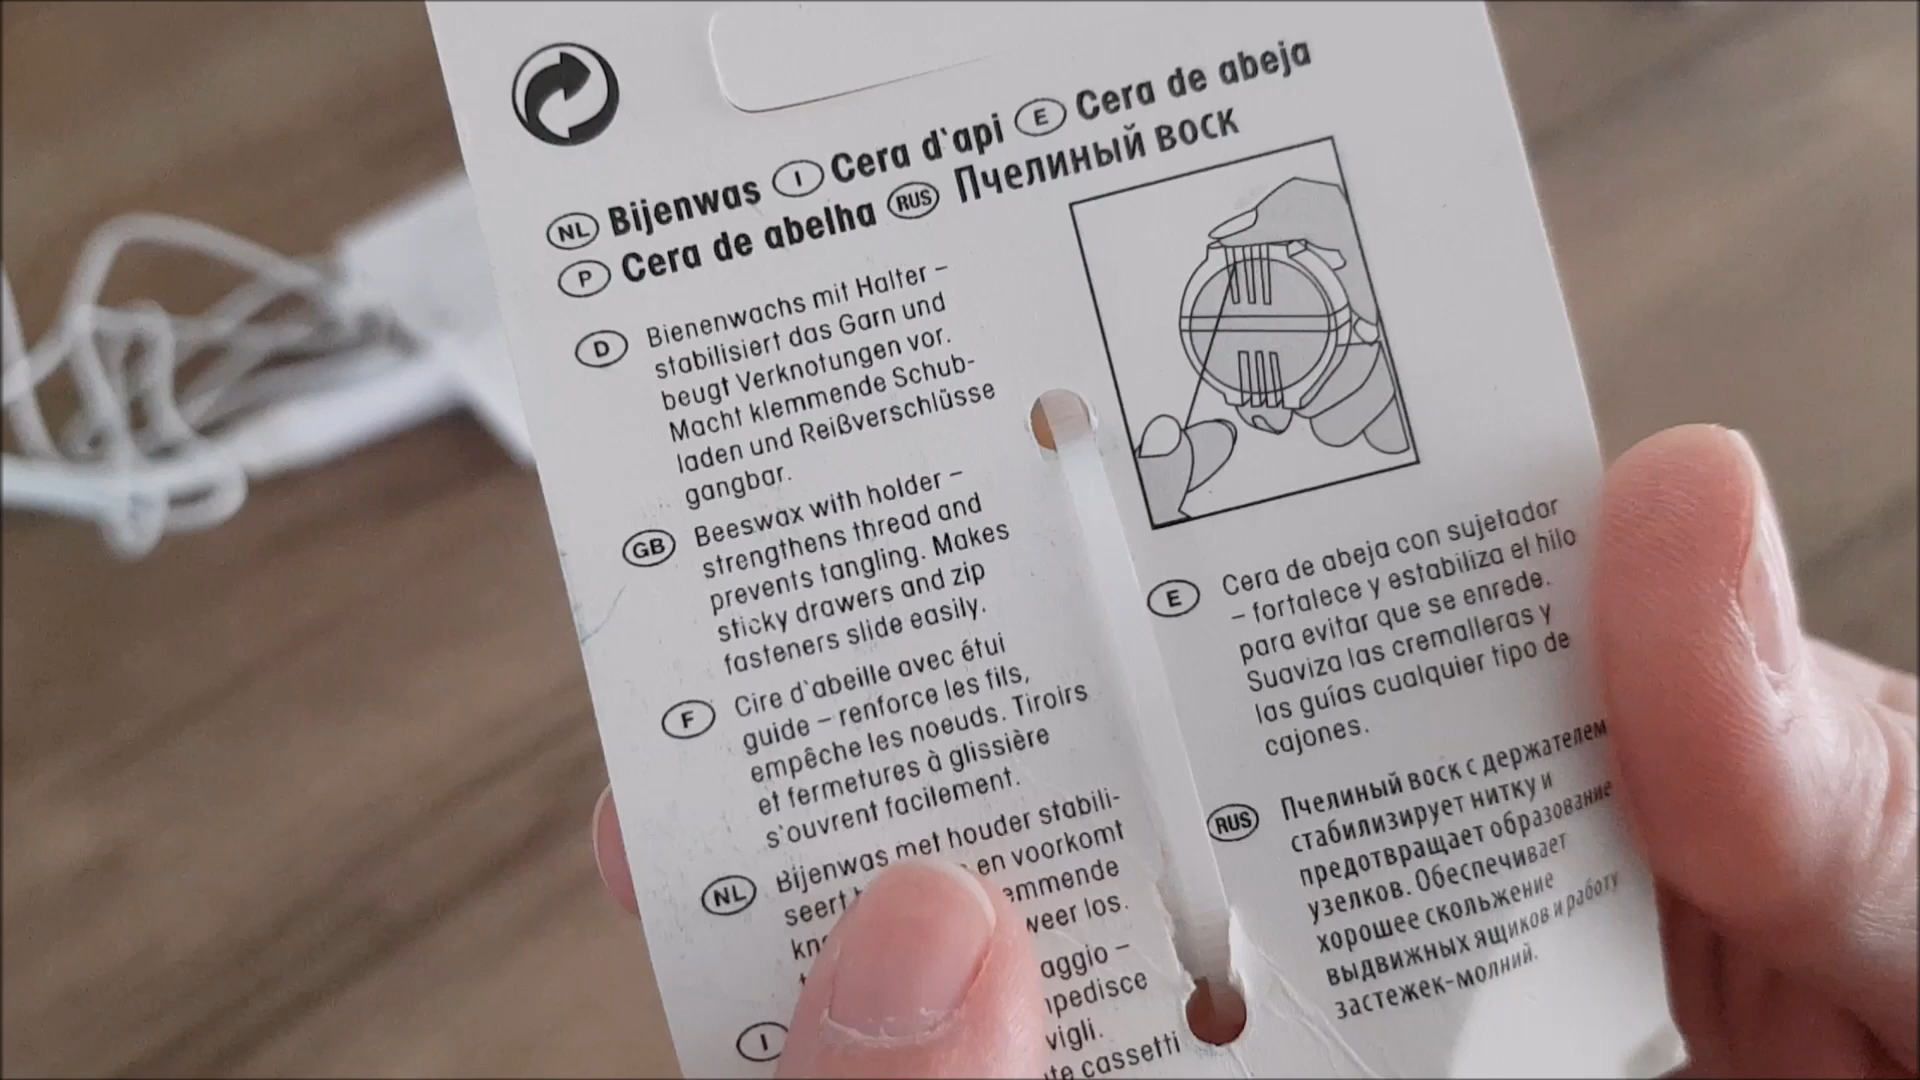 NL Bijenwas I Cera d`api E Cera de abeja
P Cera de abelha RUS Пчелиный воск
D Bienenwachs mit Halter –
stabilisiert das Garn und
beugt Verknotungen vor.
Macht klemmende Schub-
laden und Reißverschlüsse
gangbar.
GB Beeswax with holder –
strengthens thread and
prevents tangling. Makes
sticky drawers and zip
fasteners slide easily.
F Cire d`abeille avec étui
guide – renforce les fils,
empêche les noeuds. Tiroirs
et fermetures à glissière
s`ouvrent facilement.
NL Bijenwas met houder stabili-
seert en voorkomt
weer los.
I
cassetti
E Cera de abeja con sujetador
– fortalece y estabiliza el hilo
para evitar que se enrede.
Suaviza las cremalleras y
las guías cualquier tipo de
cajones.
RUS Пчелиный воск с держателем
стабилизирует нитку и
предотвращает образование
узелков. Обеспечивает
хорошее скольжение
выдвижных ящиков и работу
застежек-молний.